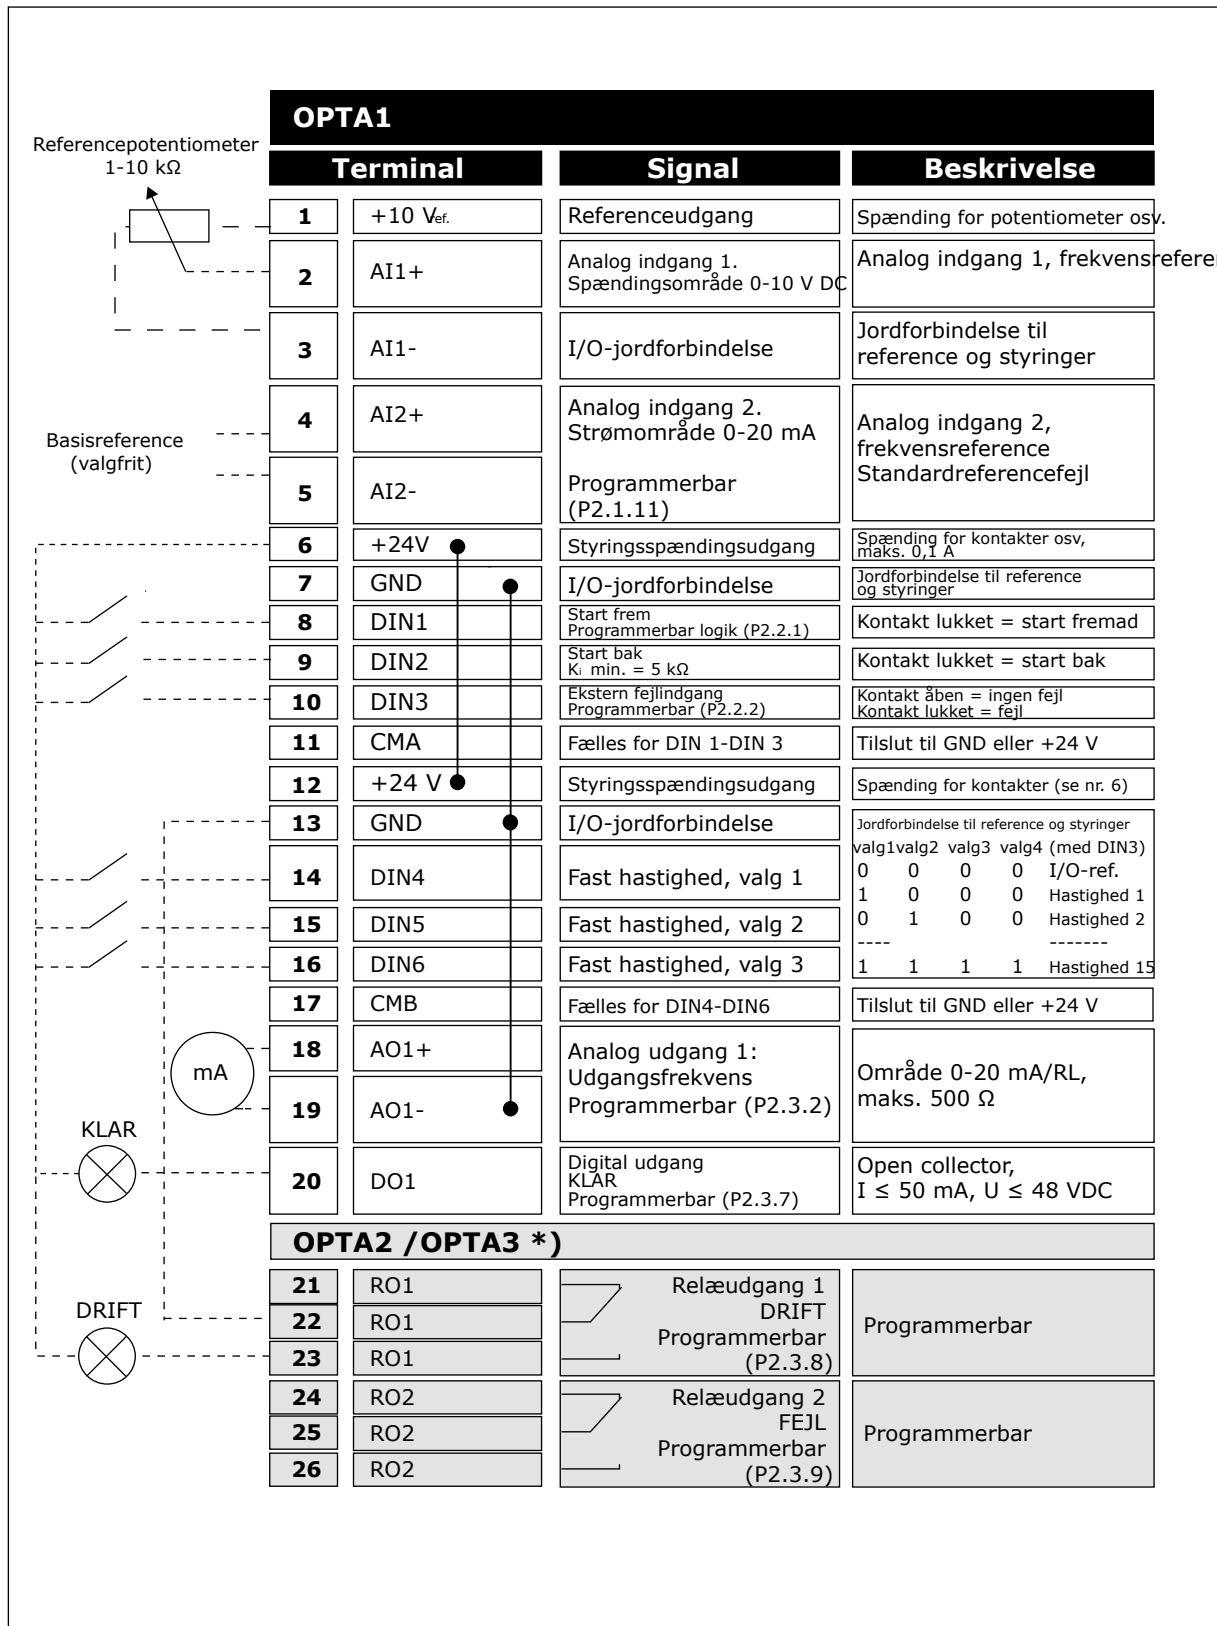 OPTA1
Referencepotentiometer
1-10 kΩ
Terminal Signal Beskrivelse
1 +10 Vef. Referenceudgang Spænding for potentiometer osv.
2 AI1+ Analog indgang 1.
Spændingsområde 0-10 V DC
Analog indgang 1, frekvensreferen
3 AI1- I/O-jordforbindelse
Jordforbindelse til
reference og styringer
Basisreference
(valgfrit)
4 AI2+
5 AI2-
Analog indgang 2.
Strømområde 0-20 mA
Programmerbar
(P2.1.11)
Analog indgang 2,
frekvensreference
Standardreferencefejl
6 +24V Styringsspændingsudgang
Spænding for kontakter osv,
maks. 0,1 A
7 GND I/O-jordforbindelse
Jordforbindelse til reference
og styringer
8 DIN1
Start frem
Programmerbar logik (P2.2.1)
Kontakt lukket = start fremad
9 DIN2
Start bak
Ki min. = 5 kΩ
Kontakt lukket = start bak
10 DIN3
Ekstern fejlindgang
Programmerbar (P2.2.2)
Kontakt åben = ingen fejl
Kontakt lukket = fejl
11 CMA Fælles for DIN 1-DIN 3 Tilslut til GND eller +24 V
12 +24 V Styringsspændingsudgang Spænding for kontakter (se nr. 6)
13 GND I/O-jordforbindelse
14 DIN4 Fast hastighed, valg 1
15 DIN5 Fast hastighed, valg 2
16 DIN6 Fast hastighed, valg 3
Jordforbindelse til reference og styringer
valg1valg2 valg3 valg4 (med DIN3)
0 0 0 0 I/O-ref.
1 0 0 0 Hastighed 1
0 1 0 0 Hastighed 2
---- -------
1 1 1 1 Hastighed 15
17 CMB Fælles for DIN4-DIN6 Tilslut til GND eller +24 V
mA
18 AO1+
19 AO1-
Analog udgang 1:
Udgangsfrekvens
Programmerbar (P2.3.2)
Område 0-20 mA/RL,
maks. 500 Ω
KLAR
20 DO1
Digital udgang
KLAR
Programmerbar (P2.3.7)
Open collector,
I ≤ 50 mA, U ≤ 48 VDC
OPTA2 /OPTA3 *)
DRIFT
21 RO1
22 RO1
23 RO1
Relæudgang 1
DRIFT
Programmerbar
(P2.3.8)
Programmerbar
24 RO2
25 RO2
26 RO2
Relæudgang 2
FEJL
Programmerbar
(P2.3.9)
Programmerbar